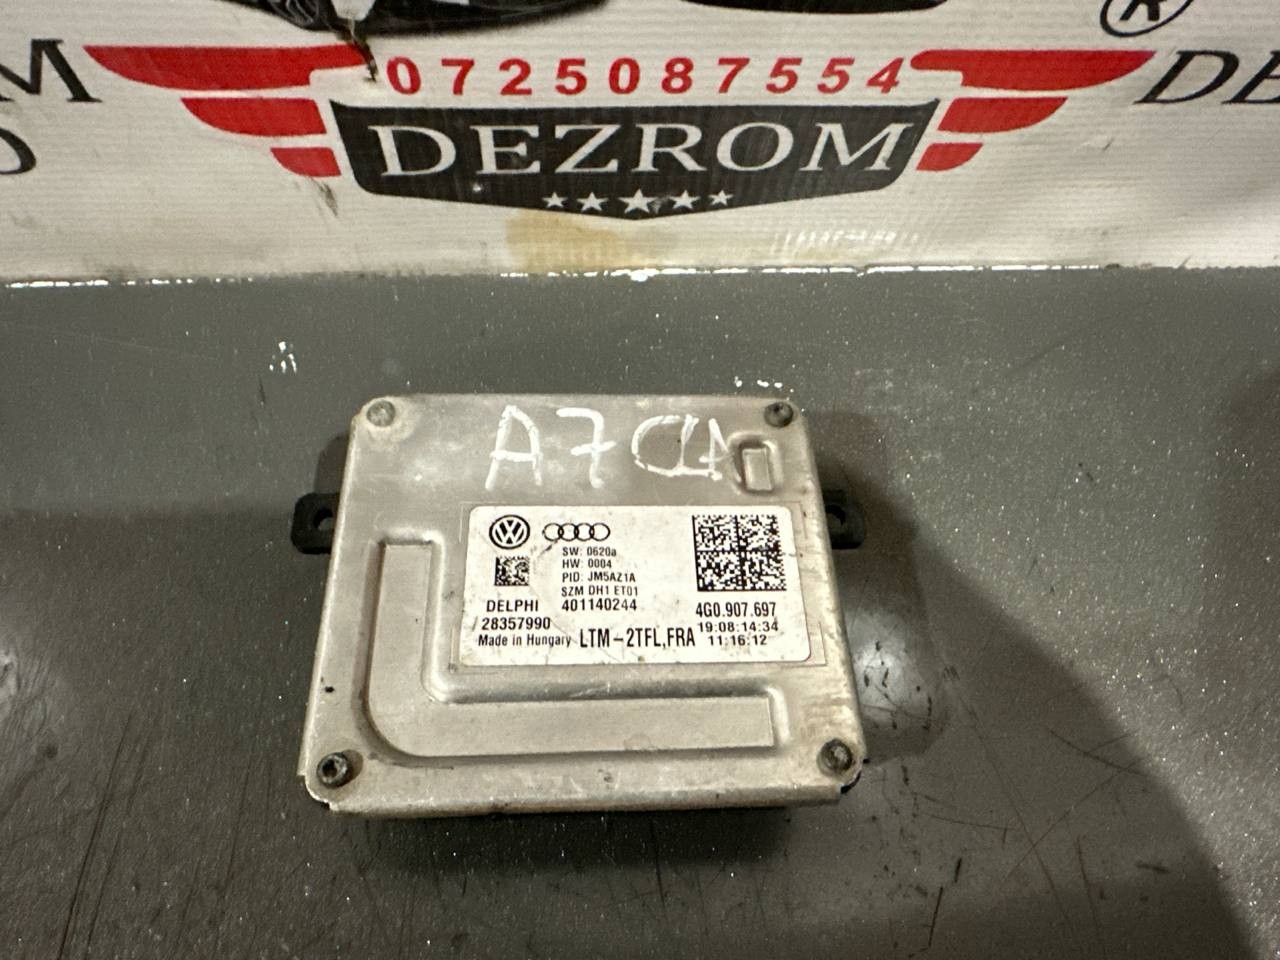 0725087554
DEZROM
A7 CLA
SW: 0620a
HW: 0004
PID: JM5AZ1A
SZM DH1 ET01
DELPHI 401140244
28357990
Made in Hungary LTM-2TFL,FRA
4G0.907.697
19:08:14:34
11:16:12